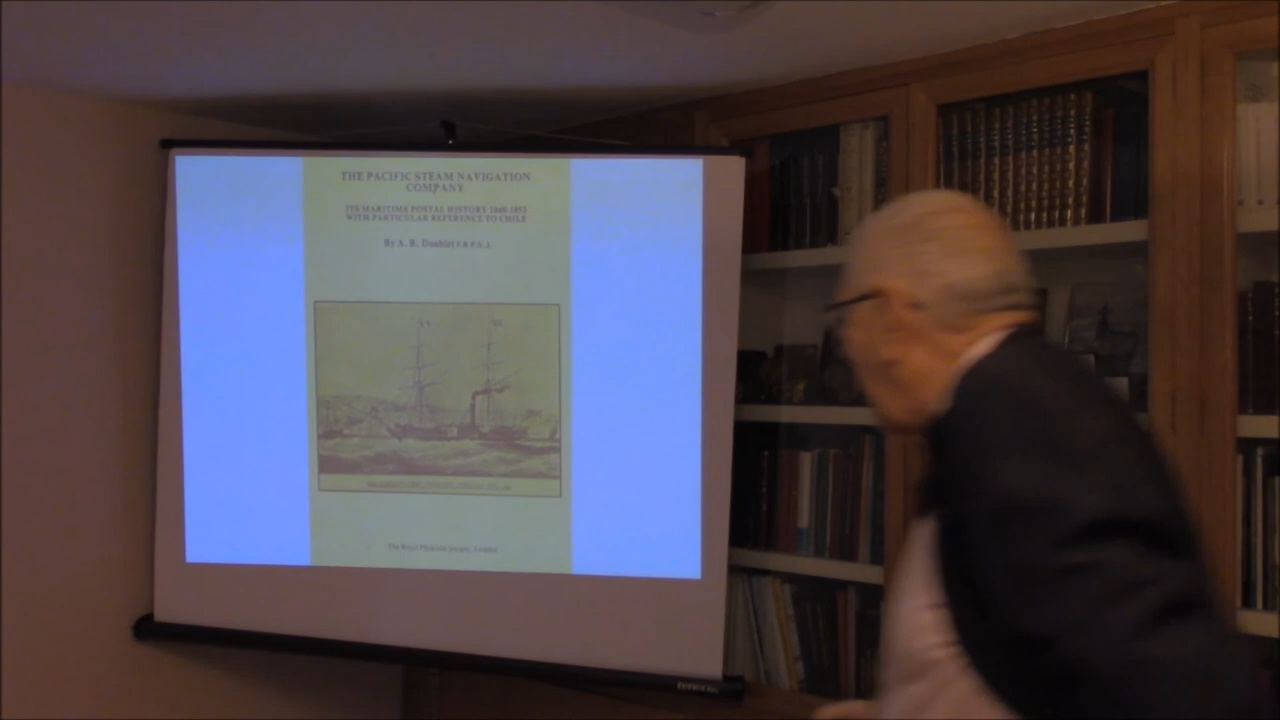 THE PACIFIC STEAM NAVIGATION
COMPANY
ITS MARITIME POSTAL HISTORY 1840-1853
WITH PARTICULAR REFERENCE TO CHILE
By A. R. Doublet F.R.P.S.L.
The Royal Philatelic Society, London